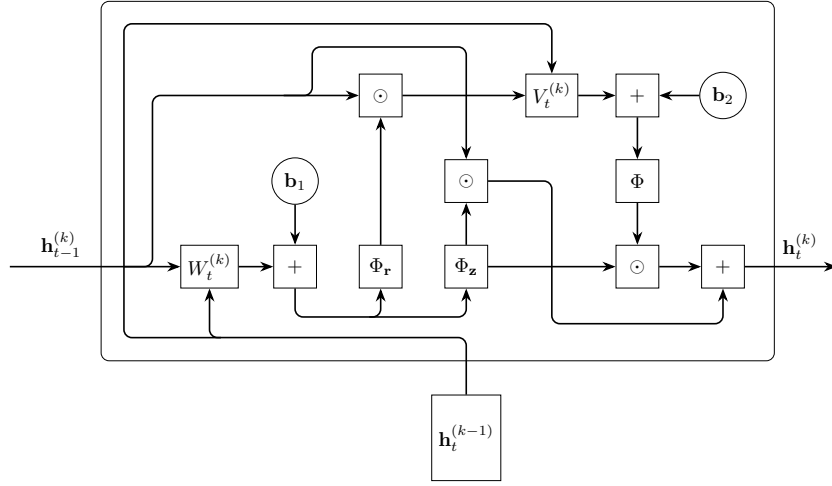 ⊙ V_t^{(k)} + b₂
b₁ ⊙ Φ
h_{t−1}^{(k)} W_t^{(k)} + Φ_r Φ_z ⊙ + h_t^{(k)}
h_t^{(k−1)}